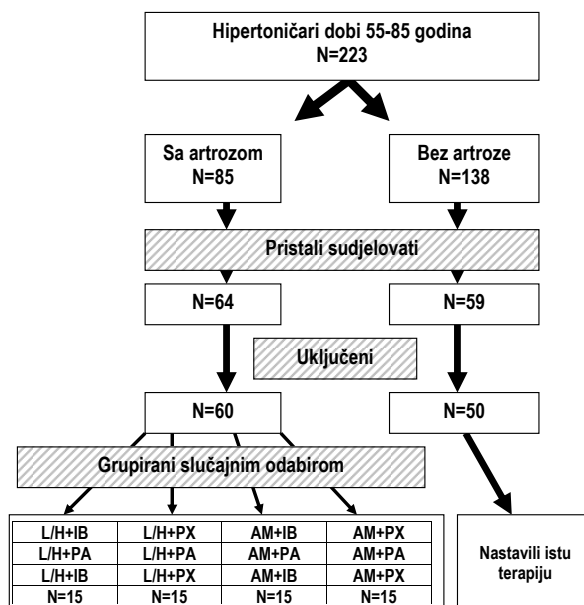 Hipertoničari dobi 55-85 godina
N=223
Sa artrozom
N=85
Bez artroze
N=138
Pristali sudjelovati
N=64
N=59
Uključeni
N=60
N=50
Grupirani slučajnim odabirom
L/H+IB L/H+PX AM+IB AM+PX
L/H+PA L/H+PA AM+PA AM+PA
L/H+IB L/H+PX AM+IB AM+PX
N=15 N=15 N=15 N=15
Nastavili istu
terapiju